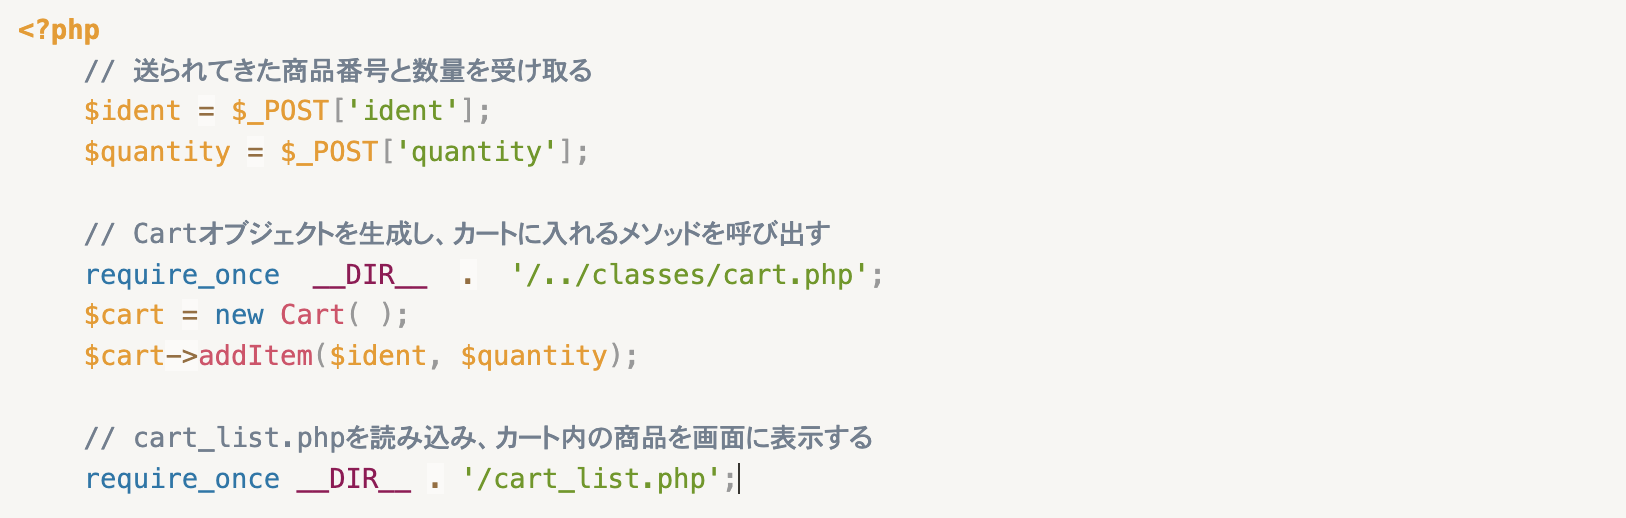 <?php
// 送られてきた商品番号と数量を受け取る
$ident = $_POST['ident'];
$quantity = $_POST['quantity'];
// Cartオブジェクトを生成し、カートに入れるメソッドを呼び出す
require_once  __DIR__  .  '/../classes/cart.php';
$cart = new Cart( );
$cart->addItem($ident, $quantity);
// cart_list.phpを読み込み、カート内の商品を画面に表示する
require_once __DIR__ . '/cart_list.php';